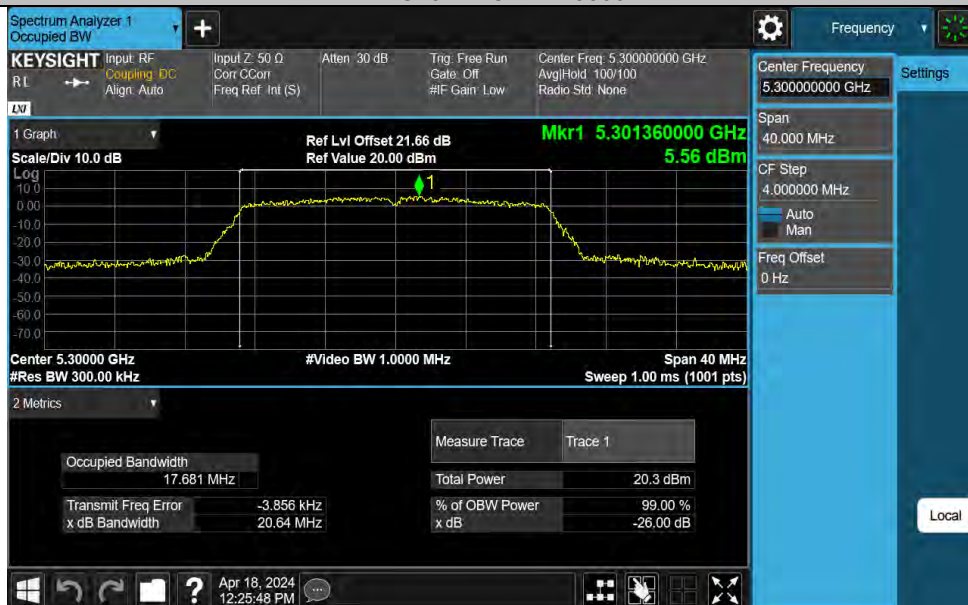 Spectrum Analyzer 1
Occupied BW
+
Frequency
KEYSIGHT
RL
LXI
Input: RF
Coupling: DC
Align: Auto
Input Z: 50 Ω
Corr CCorr
Freq Ref: Int (S)
Atten: 30 dB
Trig: Free Run
Gate: Off
#IF Gain: Low
Center Freq: 5.300000000 GHz
Avg|Hold: 100/100
Radio Std: None
Center Frequency
5.300000000 GHz
Settings
Span
40.000 MHz
CF Step
4.000000 MHz
Auto
Man
Freq Offset
0 Hz
1 Graph
Scale/Div 10.0 dB
Ref Lvl Offset 21.66 dB
Ref Value 20.00 dBm
Mkr1 5.301360000 GHz
5.56 dBm
Log
10.0
0.00
-10.0
-20.0
-30.0
-40.0
-50.0
-60.0
-70.0
1
Center 5.30000 GHz
#Res BW 300.00 kHz
#Video BW 1.0000 MHz
Span 40 MHz
Sweep 1.00 ms (1001 pts)
2 Metrics
Measure Trace
Trace 1
Occupied Bandwidth
17.681 MHz
Total Power
20.3 dBm
Transmit Freq Error
-3.856 kHz
% of OBW Power
99.00 %
x dB Bandwidth
20.64 MHz
x dB
-26.00 dB
Local
?
Apr 18, 2024
12:25:48 PM